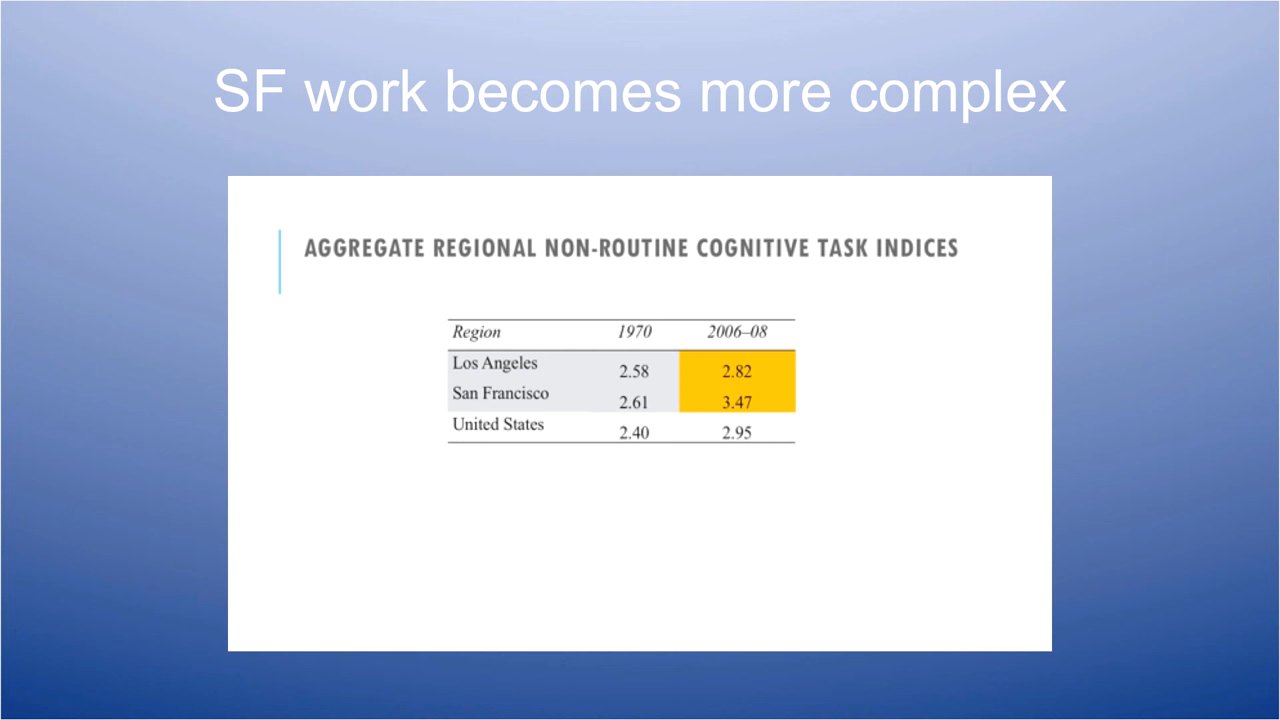 SF work becomes more complex
AGGREGATE REGIONAL NON-ROUTINE COGNITIVE TASK INDICES
Region 1970 2006–08
Los Angeles 2.58 2.82
San Francisco 2.61 3.47
United States 2.40 2.95